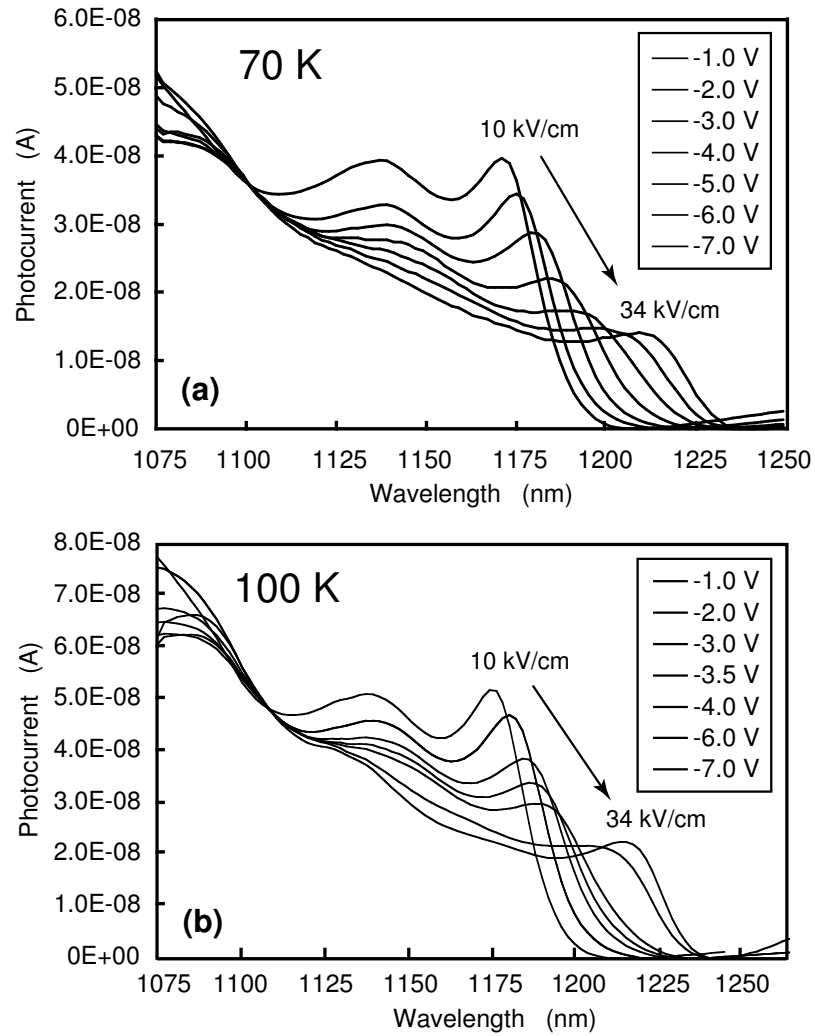 6.0E-08
5.0E-08
4.0E-08
3.0E-08
2.0E-08
1.0E-08
0E+00
Photocurrent (A)
70 K
10 kV/cm
34 kV/cm
-1.0 V
-2.0 V
-3.0 V
-4.0 V
-5.0 V
-6.0 V
-7.0 V
(a)
1075 1100 1125 1150 1175 1200 1225 1250
Wavelength (nm)
8.0E-08
7.0E-08
6.0E-08
5.0E-08
4.0E-08
3.0E-08
2.0E-08
1.0E-08
0E+00
Photocurrent (A)
100 K
10 kV/cm
34 kV/cm
-1.0 V
-2.0 V
-3.0 V
-3.5 V
-4.0 V
-6.0 V
-7.0 V
(b)
1075 1100 1125 1150 1175 1200 1225 1250
Wavelength (nm)